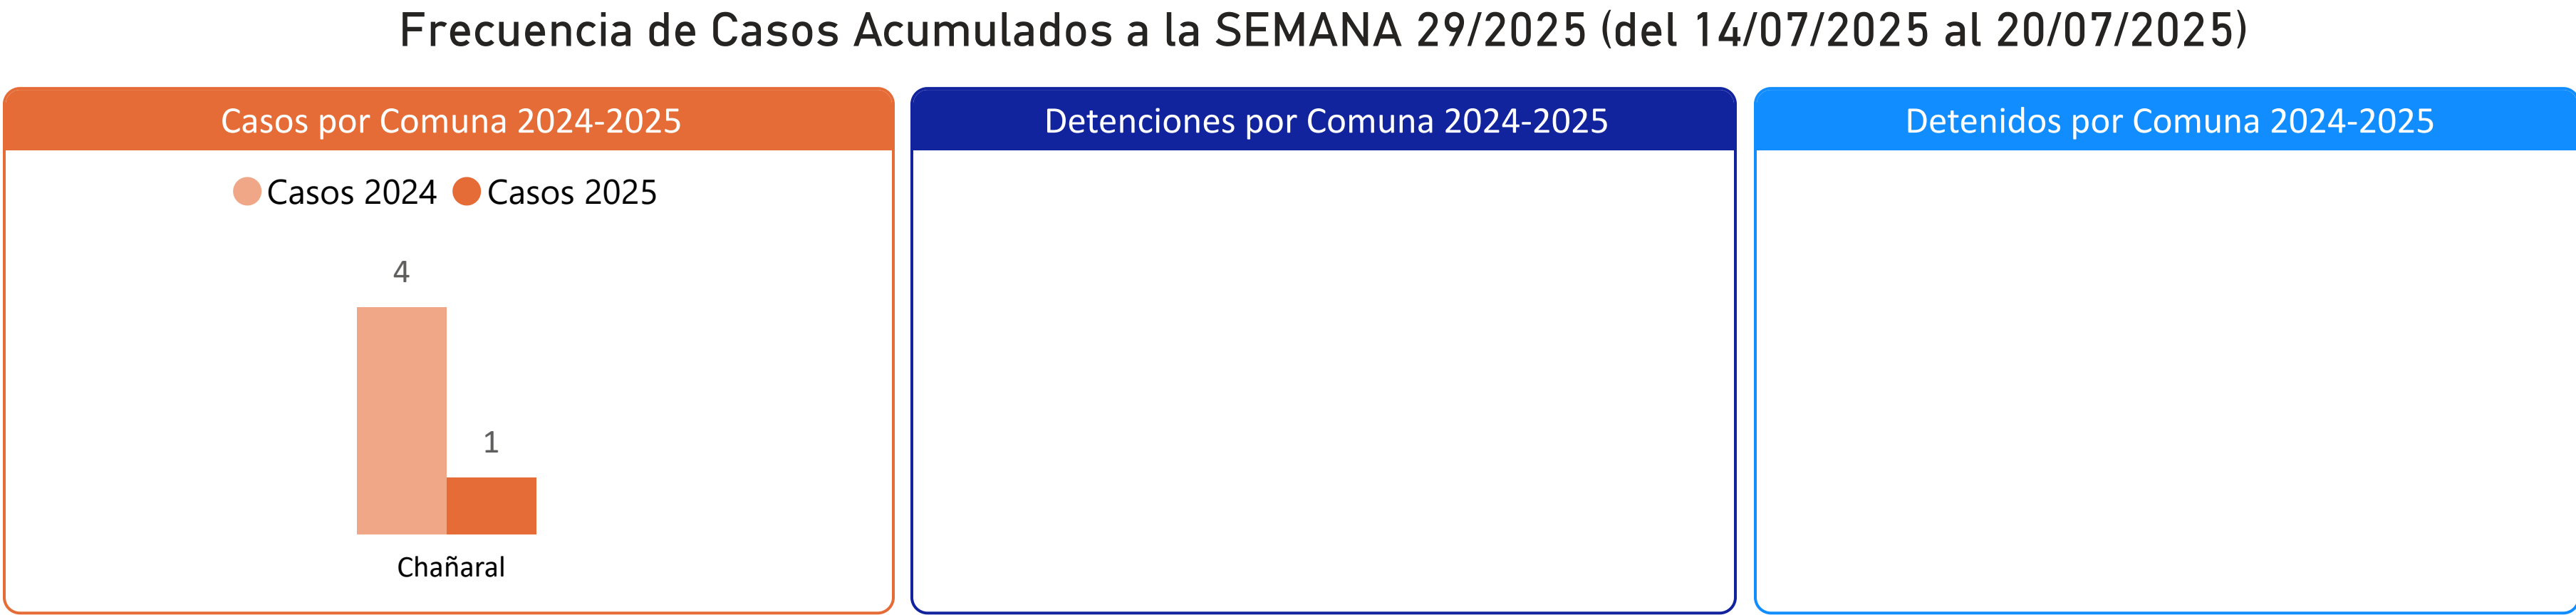 Frecuencia de Casos Acumulados a la SEMANA 29/2025 (del 14/07/2025 al 20/07/2025)
Casos por Comuna 2024-2025
Casos 2024 Casos 2025
4
1
Chañaral
Detenciones por Comuna 2024-2025
Detenidos por Comuna 2024-2025